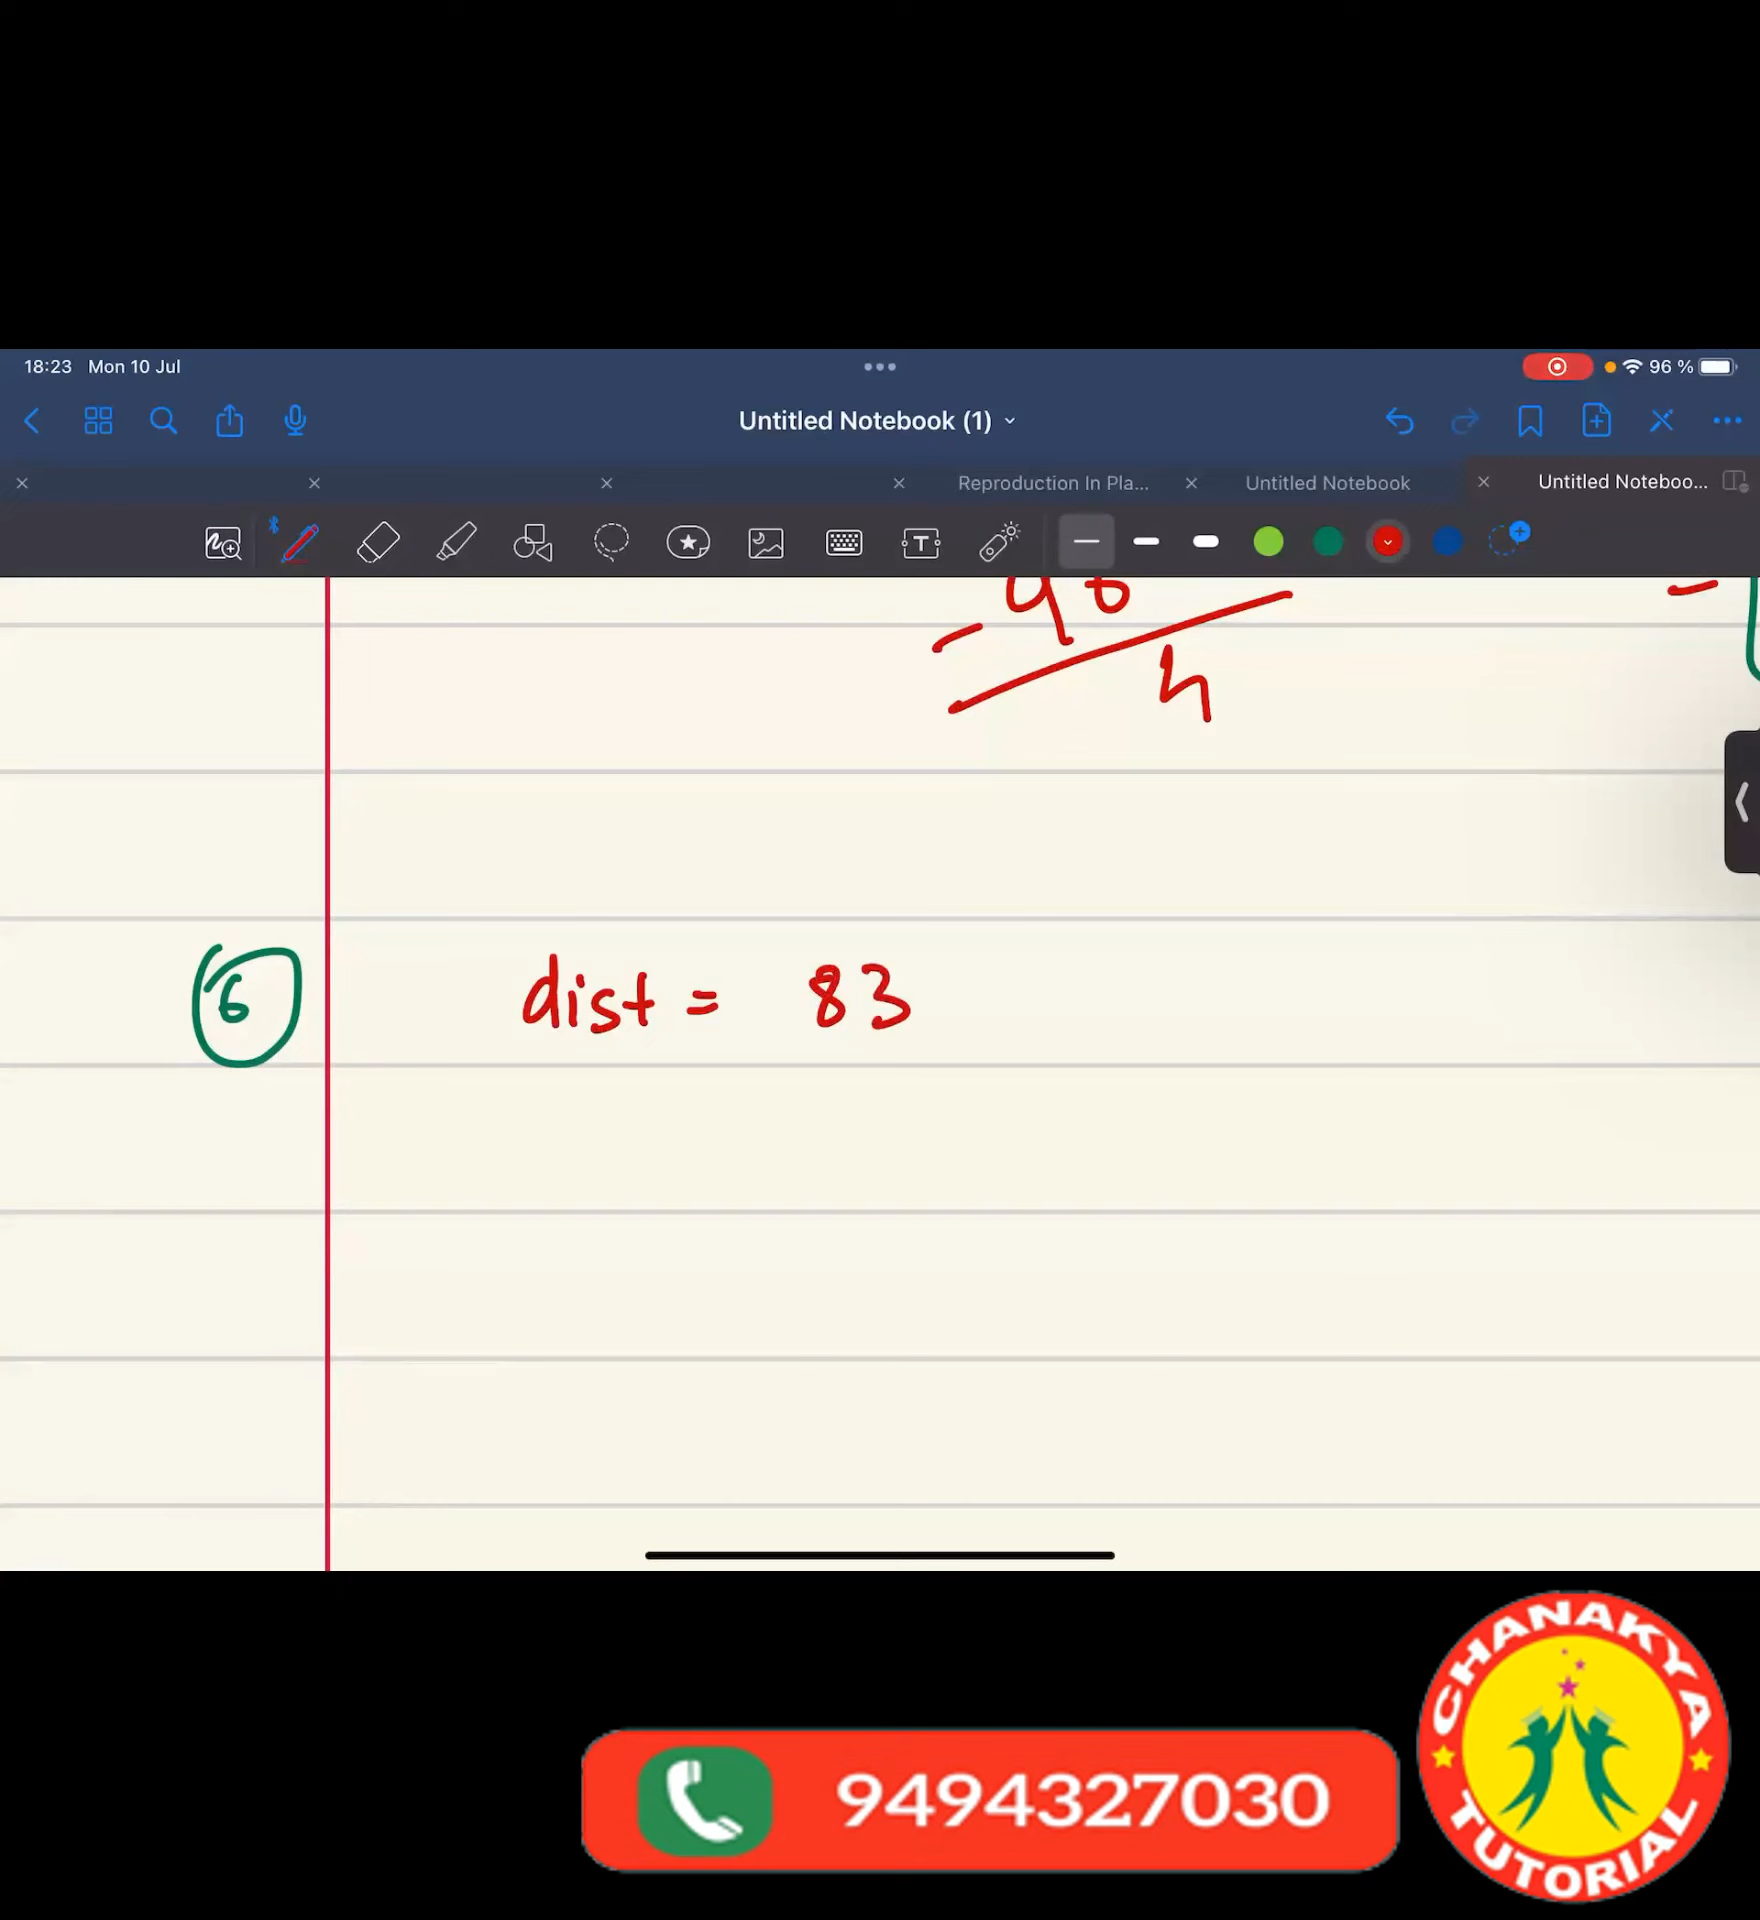 18:23 Mon 10 Jul
96 %
Untitled Notebook (1)
Reproduction In Pla...
Untitled Notebook
Untitled Noteboo...
T
6
dist = 83
9494327030
CHANAKYA
TUTORIAL